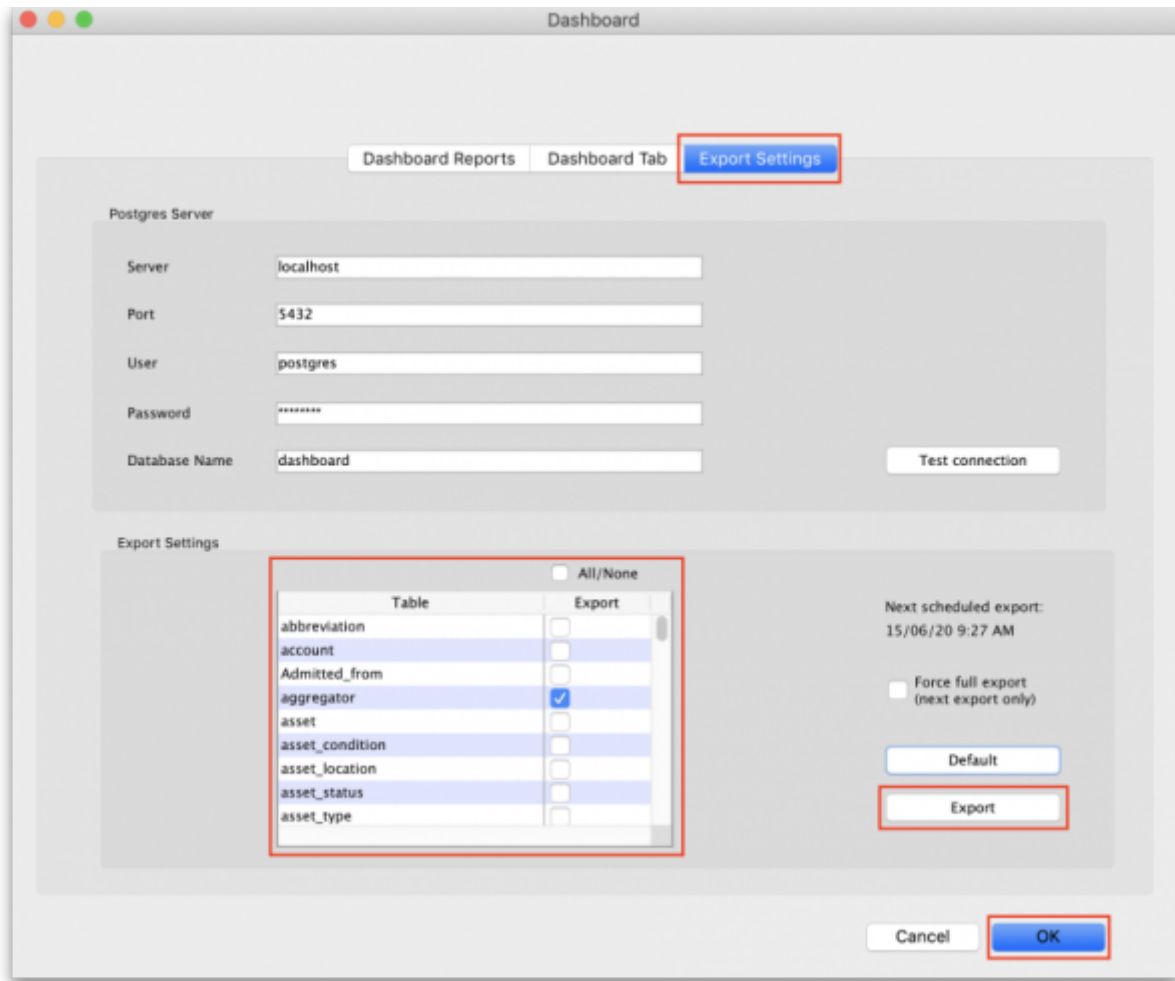 Dashboard
Dashboard Reports Dashboard Tab Export Settings
Postgres Server
Server localhost
Port 5432
User postgres
Password ********
Database Name dashboard Test connection
Export Settings
All/None
Table Export
abbreviation
account
Admitted_from
aggregator
asset
asset_condition
asset_location
asset_status
asset_type
Next scheduled export:
15/06/20 9:27 AM
Force full export
(next export only)
Default
Export
Cancel OK